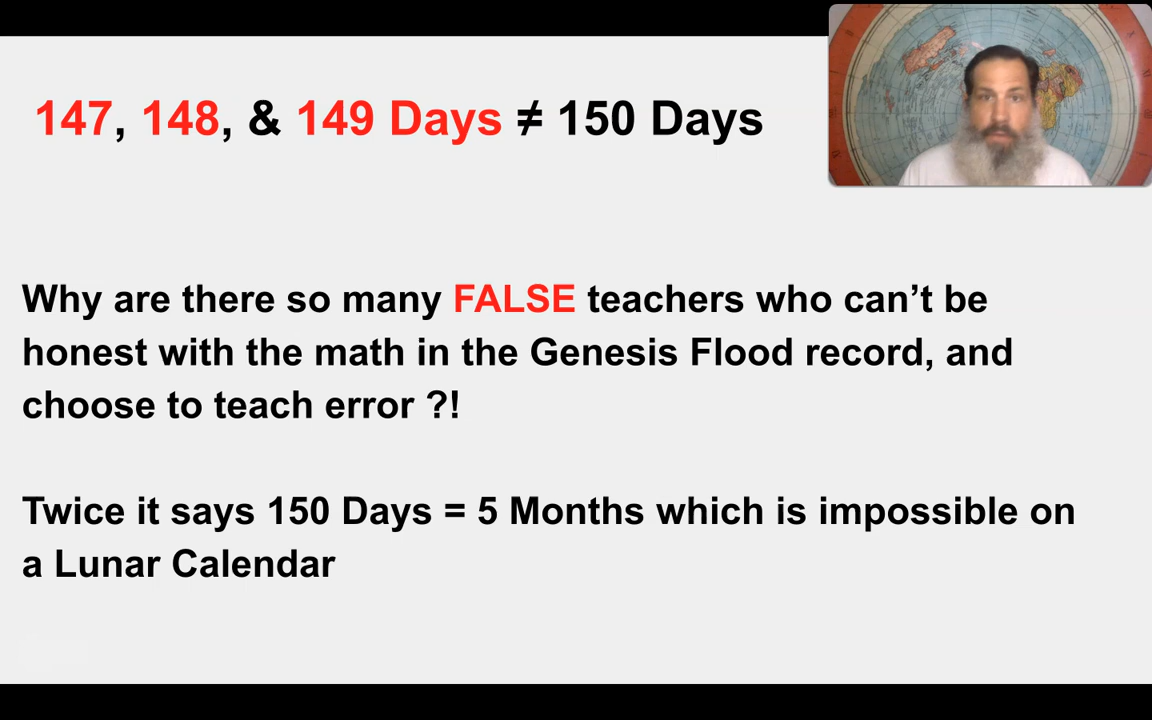 147, 148, & 149 Days ≠ 150 Days
Why are there so many FALSE teachers who can’t be
honest with the math in the Genesis Flood record, and
choose to teach error ?!
Twice it says 150 Days = 5 Months which is impossible on
a Lunar Calendar